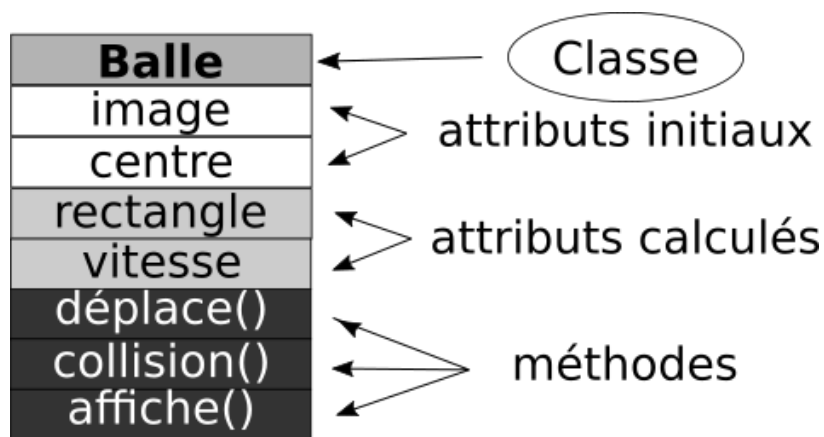 Balle
Classe
image
attributs initiaux
centre
rectangle
attributs calculés
vitesse
déplace()
collision()
méthodes
affiche()